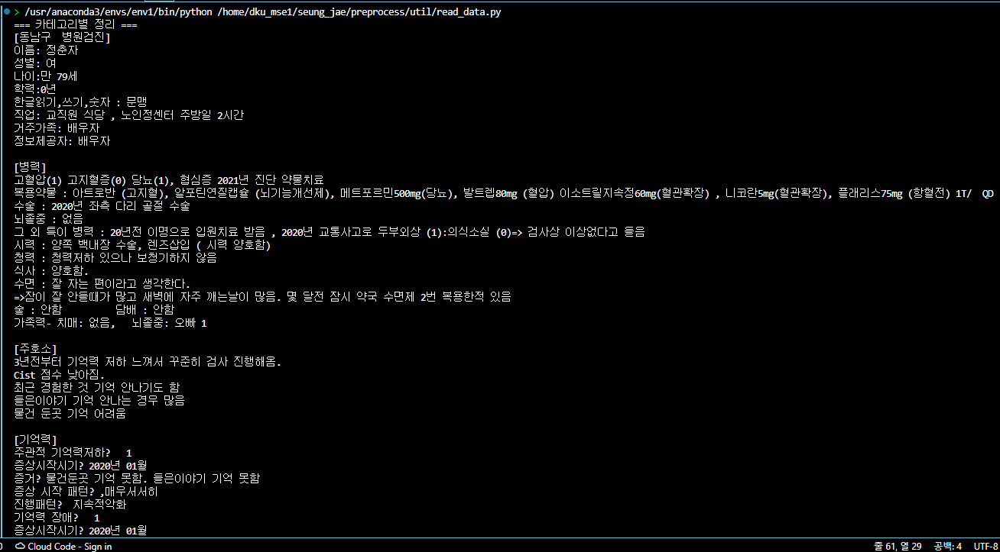 > /usr/anaconda3/envs/env1/bin/python /home/dku_mse1/seung_jae/preprocess/util/read_data.py
=== 카테고리별 정리 ===
[동남구  병원검진]
이름: 정춘자
성별: 여
나이:만 79세
학력:0년
한글읽기,쓰기,숫자 : 문맹
직업: 교직원 식당 , 노인정센터 주방일 2시간
거주가족: 배우자
정보제공자: 배우자
[병력]
고혈압(1) 고지혈증(0) 당뇨(1), 협심증 2021년 진단 약물치료
복용약물 : 아트로반 (고지혈), 알포틴연질캡슐 (뇌기능개선제), 메트포르민500mg(당뇨), 발트렙80mg (혈압) 이소트릴지속정60mg(혈관확장) , 니코란5mg(혈관확장), 플래리스75mg (항혈전) 1T/  QD
수술 : 2020년 좌측 다리 골절 수술
뇌졸중 : 없음
그 외 특이 병력 : 20년전 이명으로 입원치료 받음 , 2020년 교통사고로 두부외상 (1):의식소실 (0)=> 검사상 이상없다고 들음
시력 : 양쪽 백내장 수술, 렌즈삽입 ( 시력 양호함)
청력 : 청력저하 있으나 보청기하지 않음
식사 : 양호함.
수면 : 잘 자는 편이라고 생각한다.
=>잠이 잘 안들때가 많고 새벽에 자주 깨는날이 많음. 몇 달전 잠시 약국 수면제 2번 복용한적 있음
술 : 안함          담배 : 안함
가족력- 치매: 없음,   뇌졸중: 오빠 1
[주호소]
3년전부터 기억력 저하 느껴서 꾸준히 검사 진행해옴.
Cist 점수 낮아짐.
최근 경험한 것 기억 안나기도 함
들은이야기 기억 안나는 경우 많음
물건 둔곳 기억 어려움
[기억력]
주관적 기억력저하?   1
증상시작시기? 2020년 01월
증거? 물건둔곳 기억 못함. 들은이야기 기억 못함
증상 시작 패턴? ,매우서서히
진행패턴?  지속적악화
기억력 장애?   1
증상시작시기? 2020년 01월
Cloud Code - Sign in
줄 61, 열 29
공백: 4
UTF-8